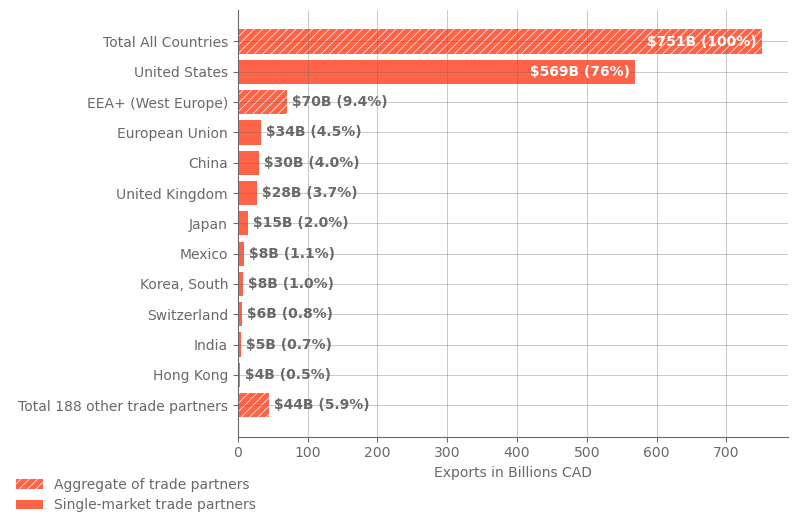 Total All Countries $751B (100%)
United States $569B (76%)
EEA+ (West Europe) $70B (9.4%)
European Union $34B (4.5%)
China $30B (4.0%)
United Kingdom $28B (3.7%)
Japan $15B (2.0%)
Mexico $8B (1.1%)
Korea, South $8B (1.0%)
Switzerland $6B (0.8%)
India $5B (0.7%)
Hong Kong $4B (0.5%)
Total 188 other trade partners $44B (5.9%)
0 100 200 300 400 500 600 700
Exports in Billions CAD
Aggregate of trade partners
Single-market trade partners